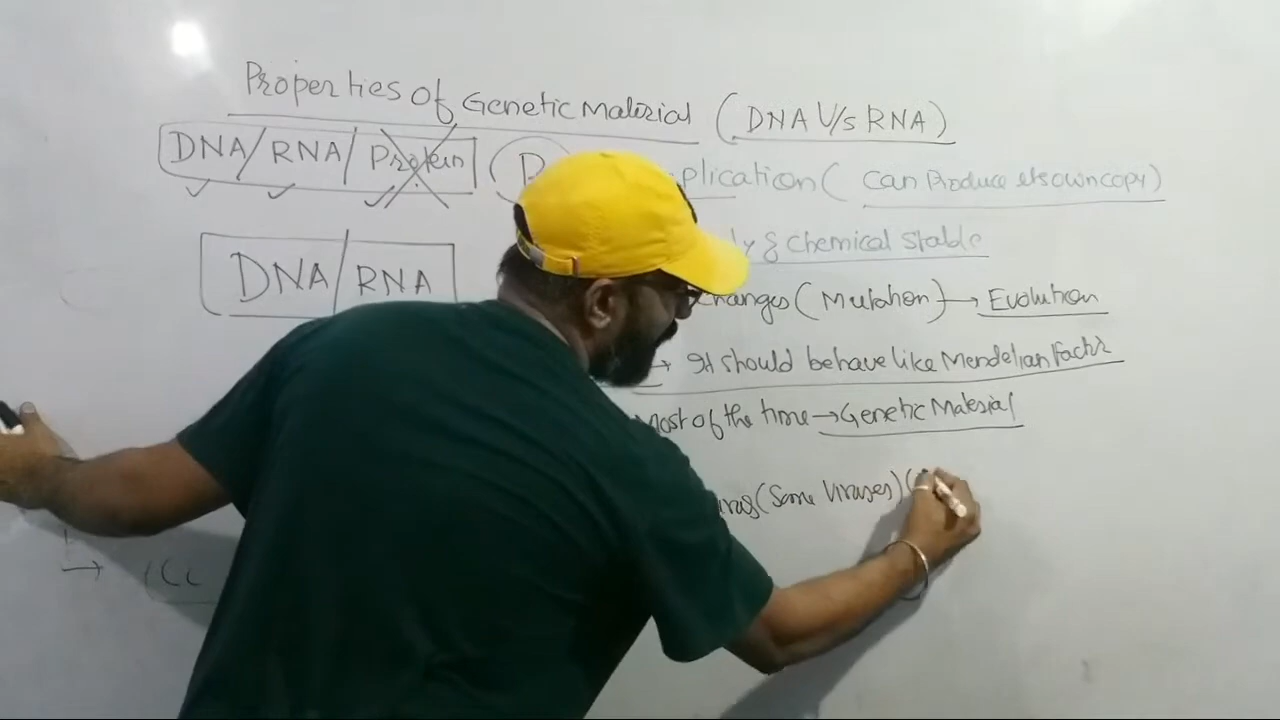 Properties of Genetic Material (DNA V/s RNA)
DNA/RNA/Protein
plication (Can Produce its own copy)
DNA/RNA
ly & chemical stable
changes (Mutation) → Evolution
→ It should behave like Mendelian Factor
Most of the time → Genetic Material
(Some Viruses)